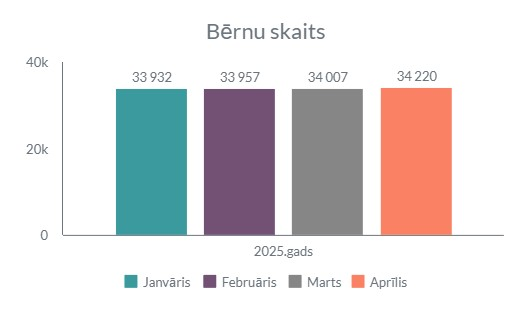 Bērnu skaits
40k
33 932 33 957 34 007 34 220
20k
0
2025.gads
Janvāris Februāris Marts Aprīlis